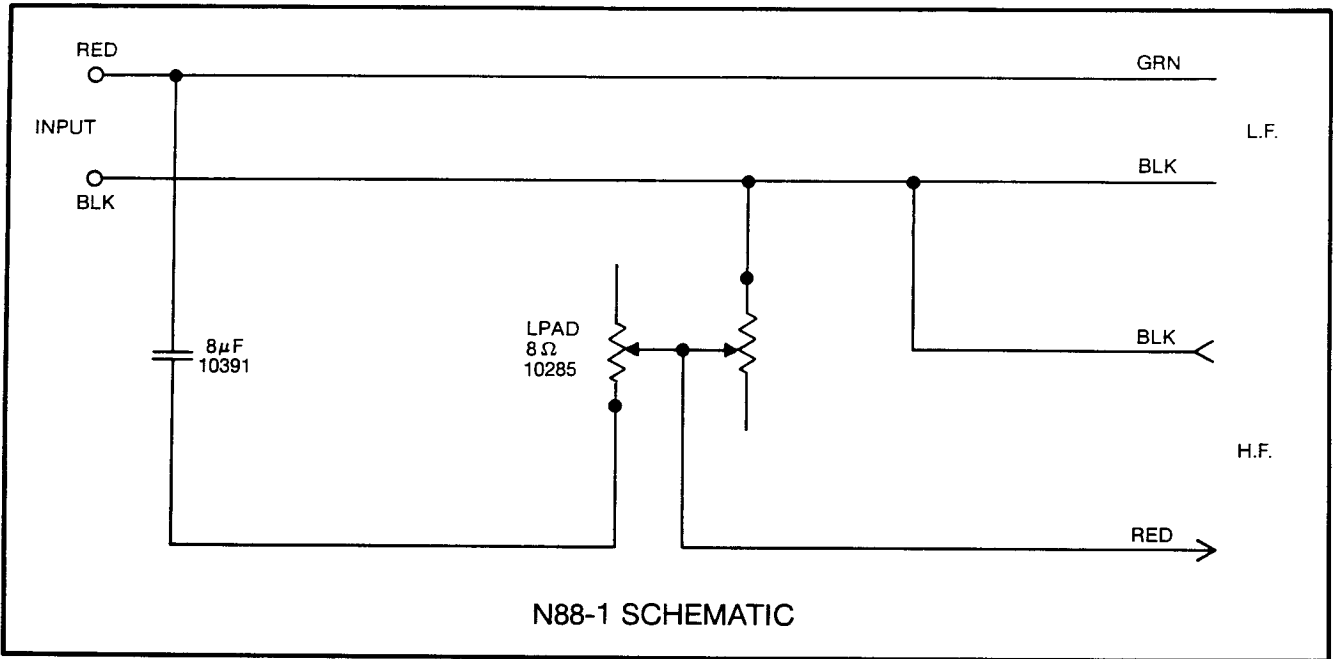 RED
GRN
INPUT
L.F.
BLK
BLK
LPAD
8Ω
10285
8μF
10391
BLK
H.F.
RED
N88-1 SCHEMATIC